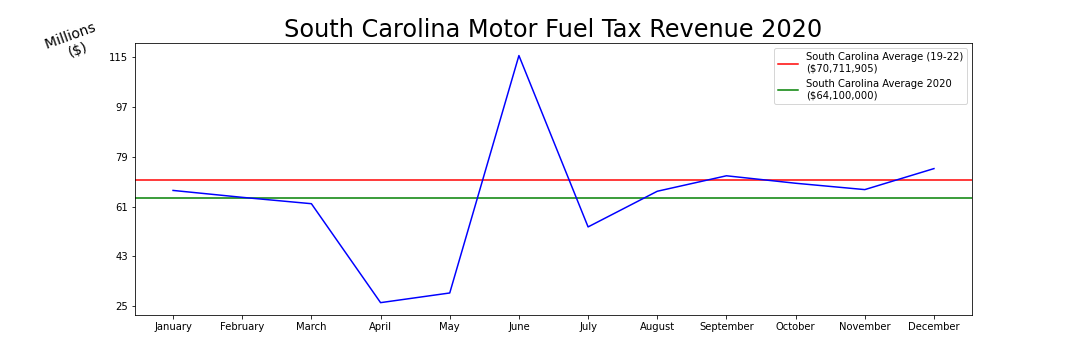 South Carolina Motor Fuel Tax Revenue 2020
Millions
($)
South Carolina Average (19-22)
($70,711,905)
South Carolina Average 2020
($64,100,000)
115
97
79
61
43
25
January February March April May June July August September October November December